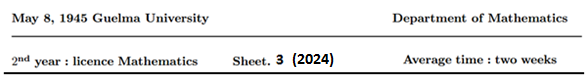 May 8, 1945 Guelma University Department of Mathematics
2nd year : licence Mathematics Sheet. 3 (2024) Average time : two weeks